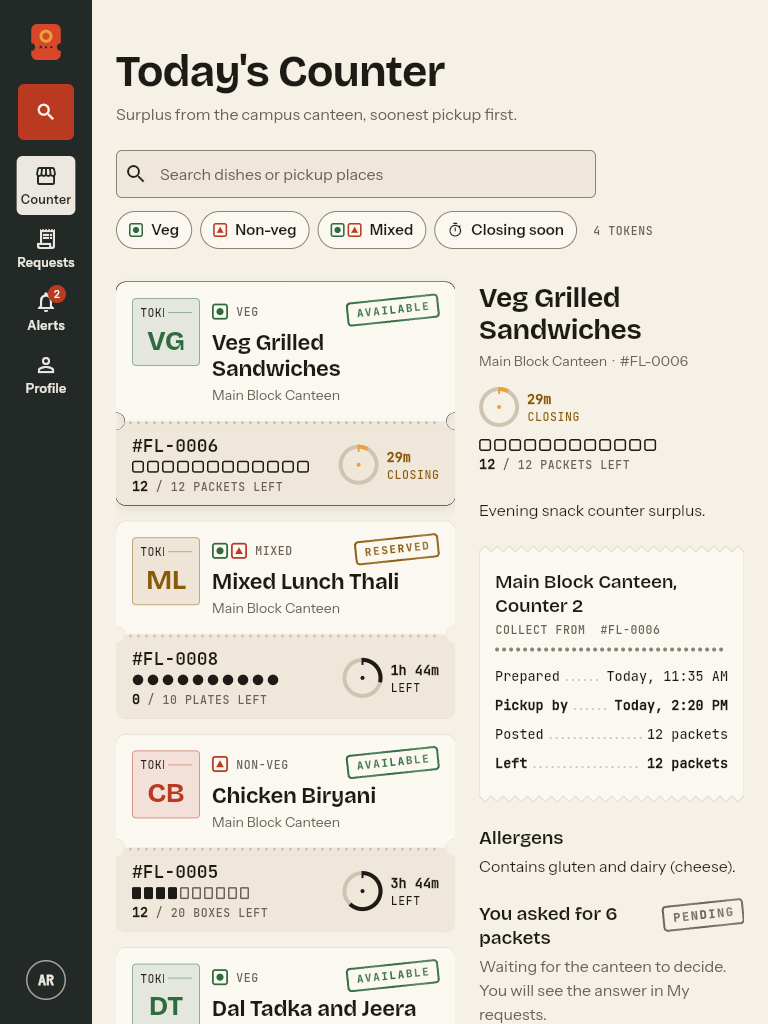 Today's Counter
Surplus from the campus canteen, soonest pickup first.
Search dishes or pickup places
Veg
Non-veg
Mixed
Closing soon
4 TOKENS
Counter
Requests
2
Alerts
Profile
AR
VG
VEG
AVAILABLE
Veg Grilled
Sandwiches
Main Block Canteen
#FL-0006
12 / 12 PACKETS LEFT
29m
CLOSING
ML
MIXED
RESERVED
Mixed Lunch Thali
Main Block Canteen
#FL-0008
0 / 10 PLATES LEFT
1h 44m
LEFT
CB
NON-VEG
AVAILABLE
Chicken Biryani
Main Block Canteen
#FL-0005
12 / 20 BOXES LEFT
3h 44m
LEFT
DT
VEG
AVAILABLE
Dal Tadka and Jeera
Veg Grilled
Sandwiches
Main Block Canteen · #FL-0006
29m
CLOSING
12 / 12 PACKETS LEFT
Evening snack counter surplus.
Main Block Canteen,
Counter 2
COLLECT FROM #FL-0006
Prepared ...... Today, 11:35 AM
Pickup by ...... Today, 2:20 PM
Posted ................ 12 packets
Left .................. 12 packets
Allergens
Contains gluten and dairy (cheese).
You asked for 6
packets
PENDING
Waiting for the canteen to decide.
You will see the answer in My
requests.